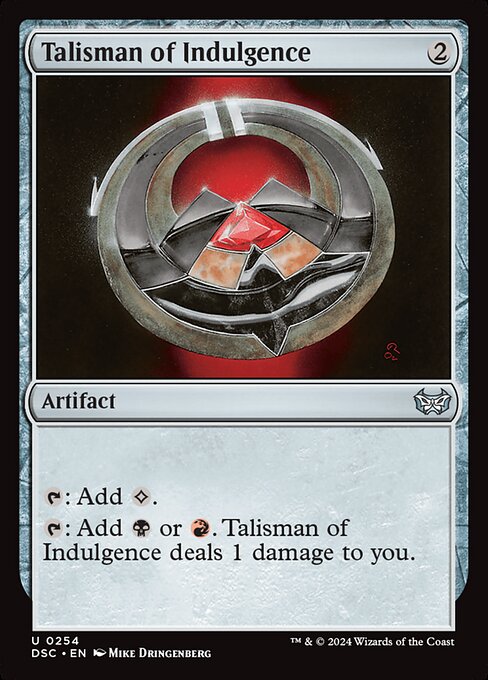 Talisman of Indulgence 2
Artifact
: Add .
: Add or . Talisman of
Indulgence deals 1 damage to you.
U 0254
DSC • EN Mike Dringenberg
™ & © 2024 Wizards of the Coast